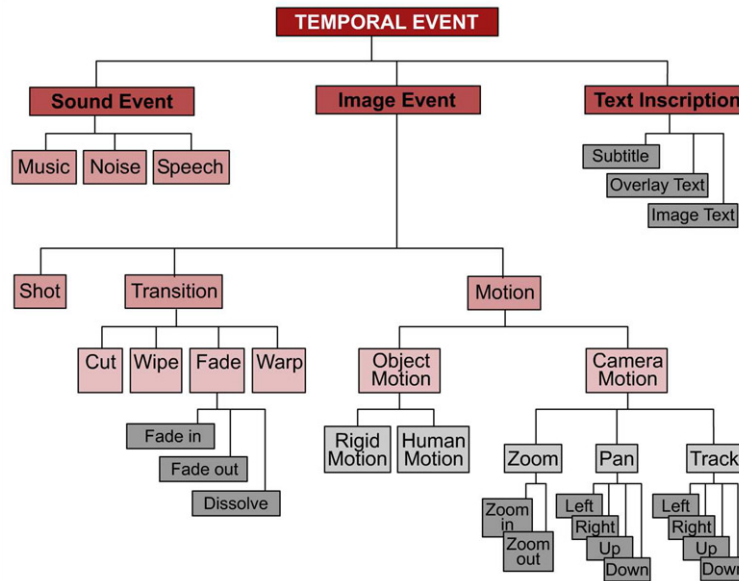 TEMPORAL EVENT
Sound Event
Image Event
Text Inscription
Music
Noise
Speech
Subtitle
Overlay Text
Image Text
Shot
Transition
Motion
Cut
Wipe
Fade
Warp
Object
Motion
Camera
Motion
Fade in
Fade out
Dissolve
Rigid
Motion
Human
Motion
Zoom
Pan
Track
Zoom
in
Zoom
out
Left
Right
Up
Down
Left
Right
Up
Down